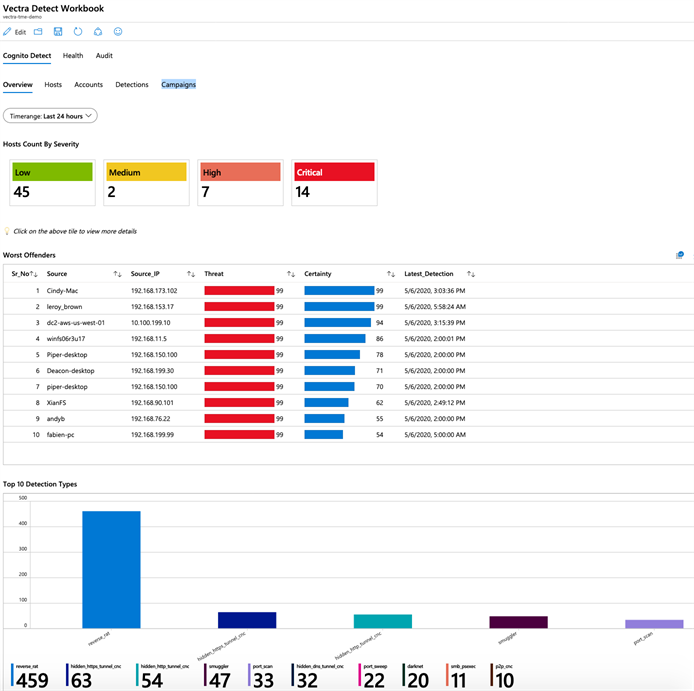 Vectra Detect Workbook
vectra-tme-demo
Edit
Cognito Detect Health Audit
Overview Hosts Accounts Detections Campaigns
Timerange: Last 24 hours
Hosts Count By Severity
Low Medium High Critical
45 2 7 14
Click on the above tile to view more details
Worst Offenders
Sr_No↑↓ Source ↑↓ Source_IP ↑↓ Threat ↑↓ Certainty ↑↓ Latest_Detection ↑↓
1 Cindy-Mac 192.168.173.102 99 99 5/6/2020, 3:03:36 PM
2 leroy_brown 192.168.153.17 99 99 5/6/2020, 5:58:24 AM
3 dc2-aws-us-west-01 10.100.199.10 99 94 5/6/2020, 3:15:39 PM
4 winfs06r3u17 192.168.11.5 99 86 5/6/2020, 2:00:01 PM
5 Piper-desktop 192.168.150.100 99 78 5/6/2020, 2:00:00 PM
6 Deacon-desktop 192.168.199.30 99 71 5/6/2020, 2:00:00 PM
7 piper-desktop 192.168.150.100 99 70 5/6/2020, 2:00:00 PM
8 XianFS 192.168.90.101 99 62 5/6/2020, 2:49:12 PM
9 andyb 192.168.76.22 99 55 5/6/2020, 2:00:00 PM
10 fabien-pc 192.168.199.99 99 54 5/6/2020, 5:00:00 AM
Top 10 Detection Types
500
400
300
200
100
0
reverse_rat hidden_https_tunnel_cnc hidden_http_tunnel_cnc smuggler port_scan
reverse_rat hidden_https_tunnel_cnc hidden_http_tunnel_cnc smuggler port_scan hidden_dns_tunnel_cnc port_sweep darknet smb_psexec p2p_cnc
459 63 54 47 33 32 22 20 11 10